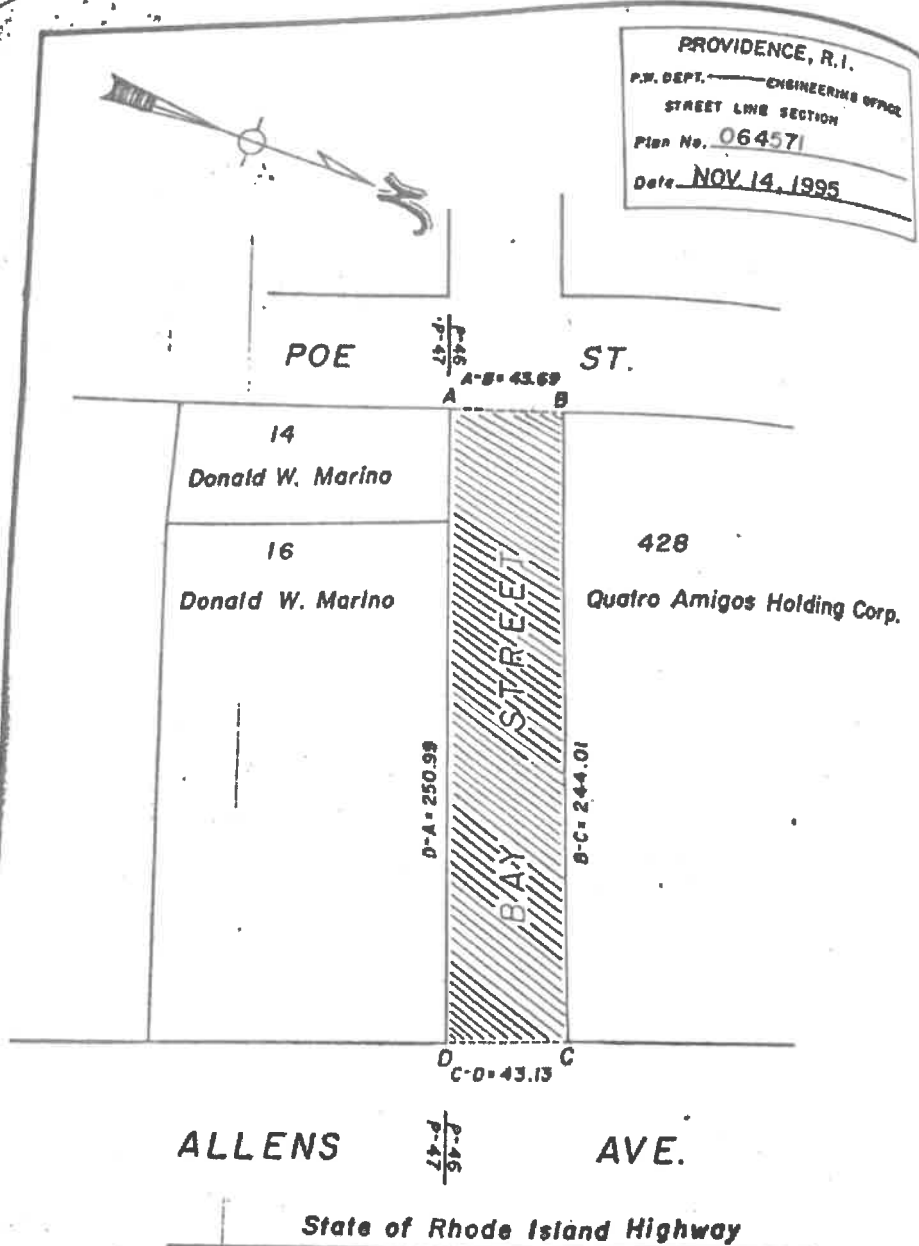 PROVIDENCE, R.I.
P.W. DEPT. ENGINEERING OFFICE
STREET LINE SECTION
Plan No. 064571
Date NOV. 14, 1995
N
POE ST.
P-46
P-47
A-B= 43.69
A B
14
Donald W. Marino
16
Donald W. Marino
428
Quatro Amigos Holding Corp.
BAY STREET
D-A= 250.99
B-C= 244.01
D C
C-D= 43.13
ALLENS AVE.
P-46
P-47
State of Rhode Island Highway